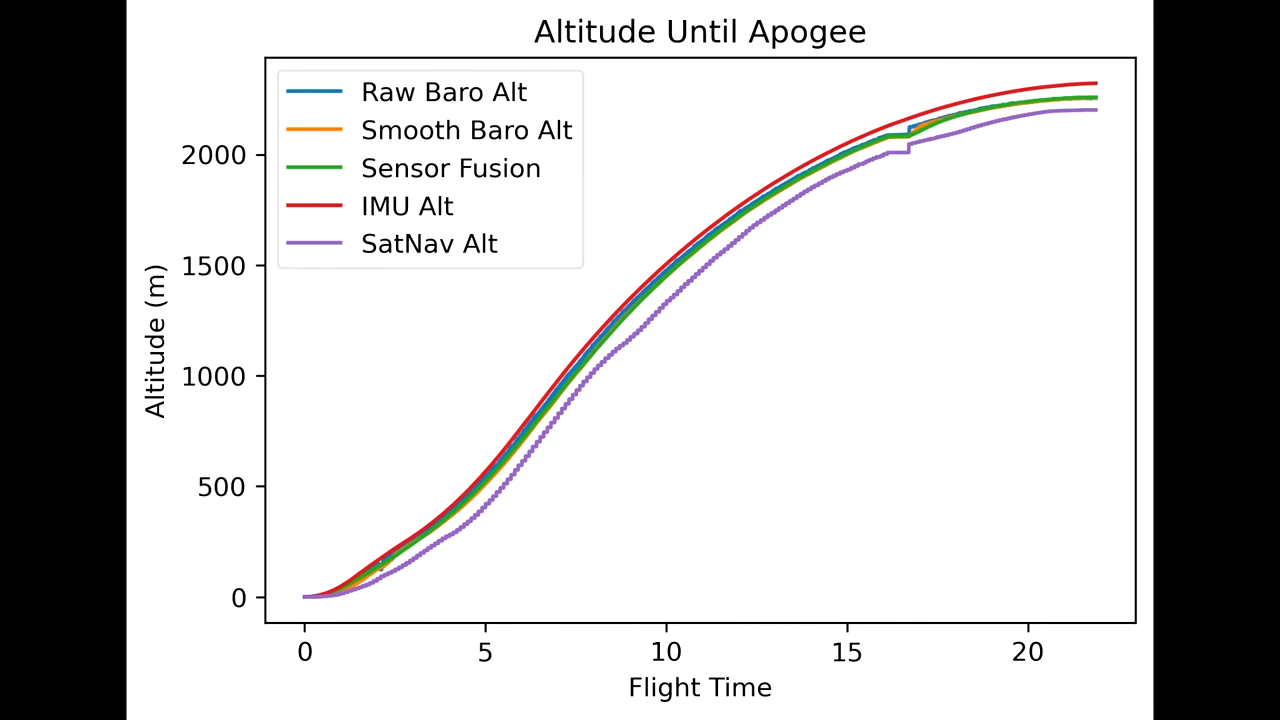 Altitude Until Apogee
Raw Baro Alt
Smooth Baro Alt
Sensor Fusion
IMU Alt
SatNav Alt
Altitude (m)
2000
1500
1000
500
0
0 5 10 15 20
Flight Time